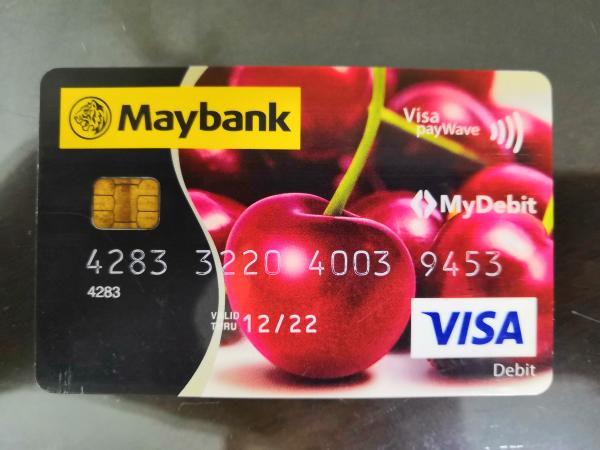 Maybank
Visa
payWave
MyDebit
4283 3220 4003 9453
4283
VALID
THRU 12/22
VISA
Debit